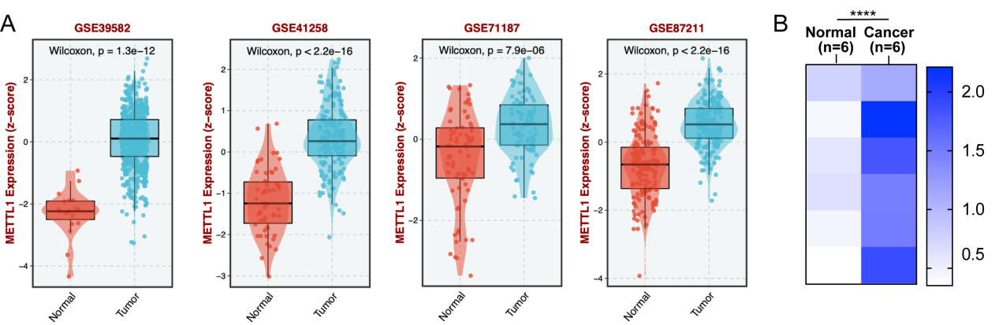 A
GSE39582
Wilcoxon, p = 1.3e−12
METTL1 Expression (z−score)
2
0
−2
−4
Normal
Tumor
GSE41258
Wilcoxon, p < 2.2e−16
METTL1 Expression (z−score)
2
1
0
−1
−2
−3
Normal
Tumor
GSE71187
Wilcoxon, p = 7.9e−06
METTL1 Expression (z−score)
2
0
−2
Normal
Tumor
GSE87211
Wilcoxon, p < 2.2e−16
METTL1 Expression (z−score)
2
0
−2
−4
Normal
Tumor
B
****
Normal Cancer
(n=6) (n=6)
2.0
1.5
1.0
0.5